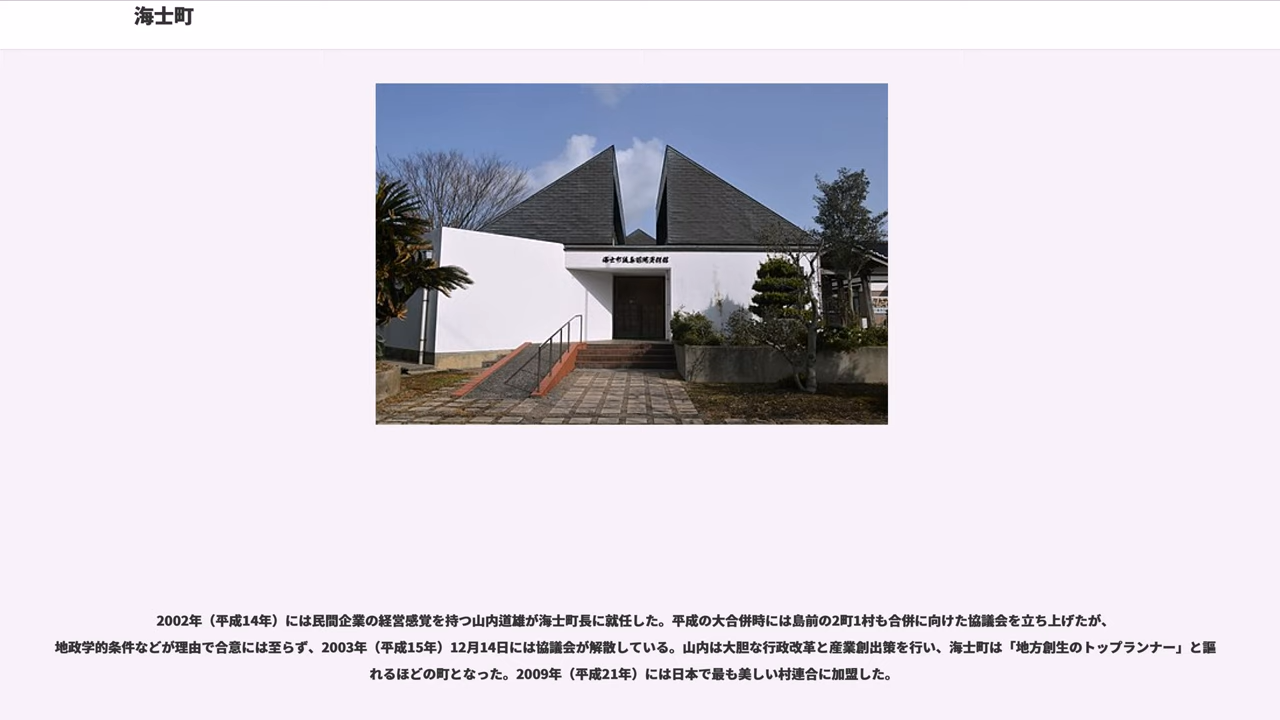 海士町
海士町後鳥羽院資料館
2002年（平成14年）には民間企業の経営感覚を持つ山内道雄が海士町長に就任した。平成の大合併時には島前の2町1村も合併に向けた協議会を立ち上げたが、
地政学的条件などが理由で合意には至らず、2003年（平成15年）12月14日には協議会が解散している。山内は大胆な行政改革と産業創出策を行い、海士町は「地方創生のトップランナー」と謳
れるほどの町となった。2009年（平成21年）には日本で最も美しい村連合に加盟した。